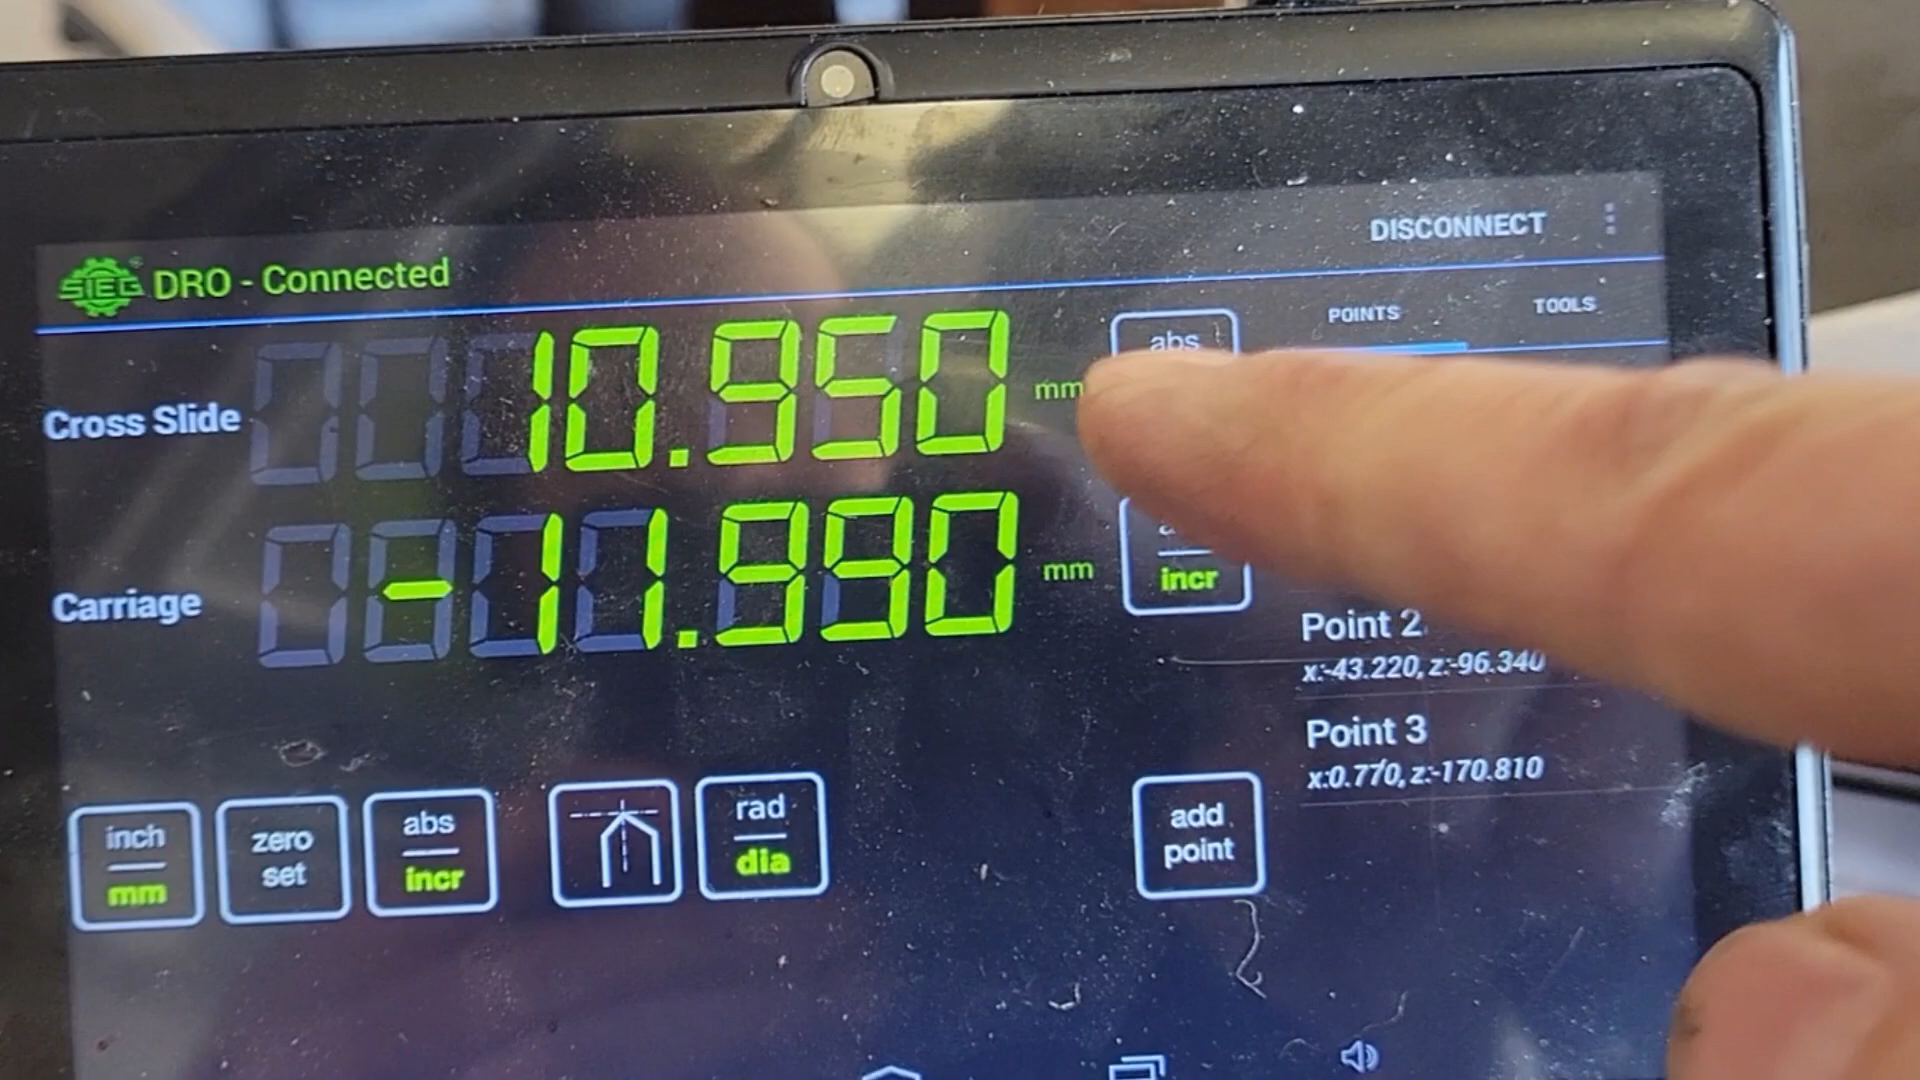 SIEG DRO - Connected
DISCONNECT
POINTS
TOOLS
Cross Slide
10.950 mm
abs
Carriage
-11.990 mm
incr
Point 2
x:-43.220, z:-96.340
Point 3
x:0.770, z:-170.810
inch
mm
zero
set
abs
incr
rad
dia
add
point